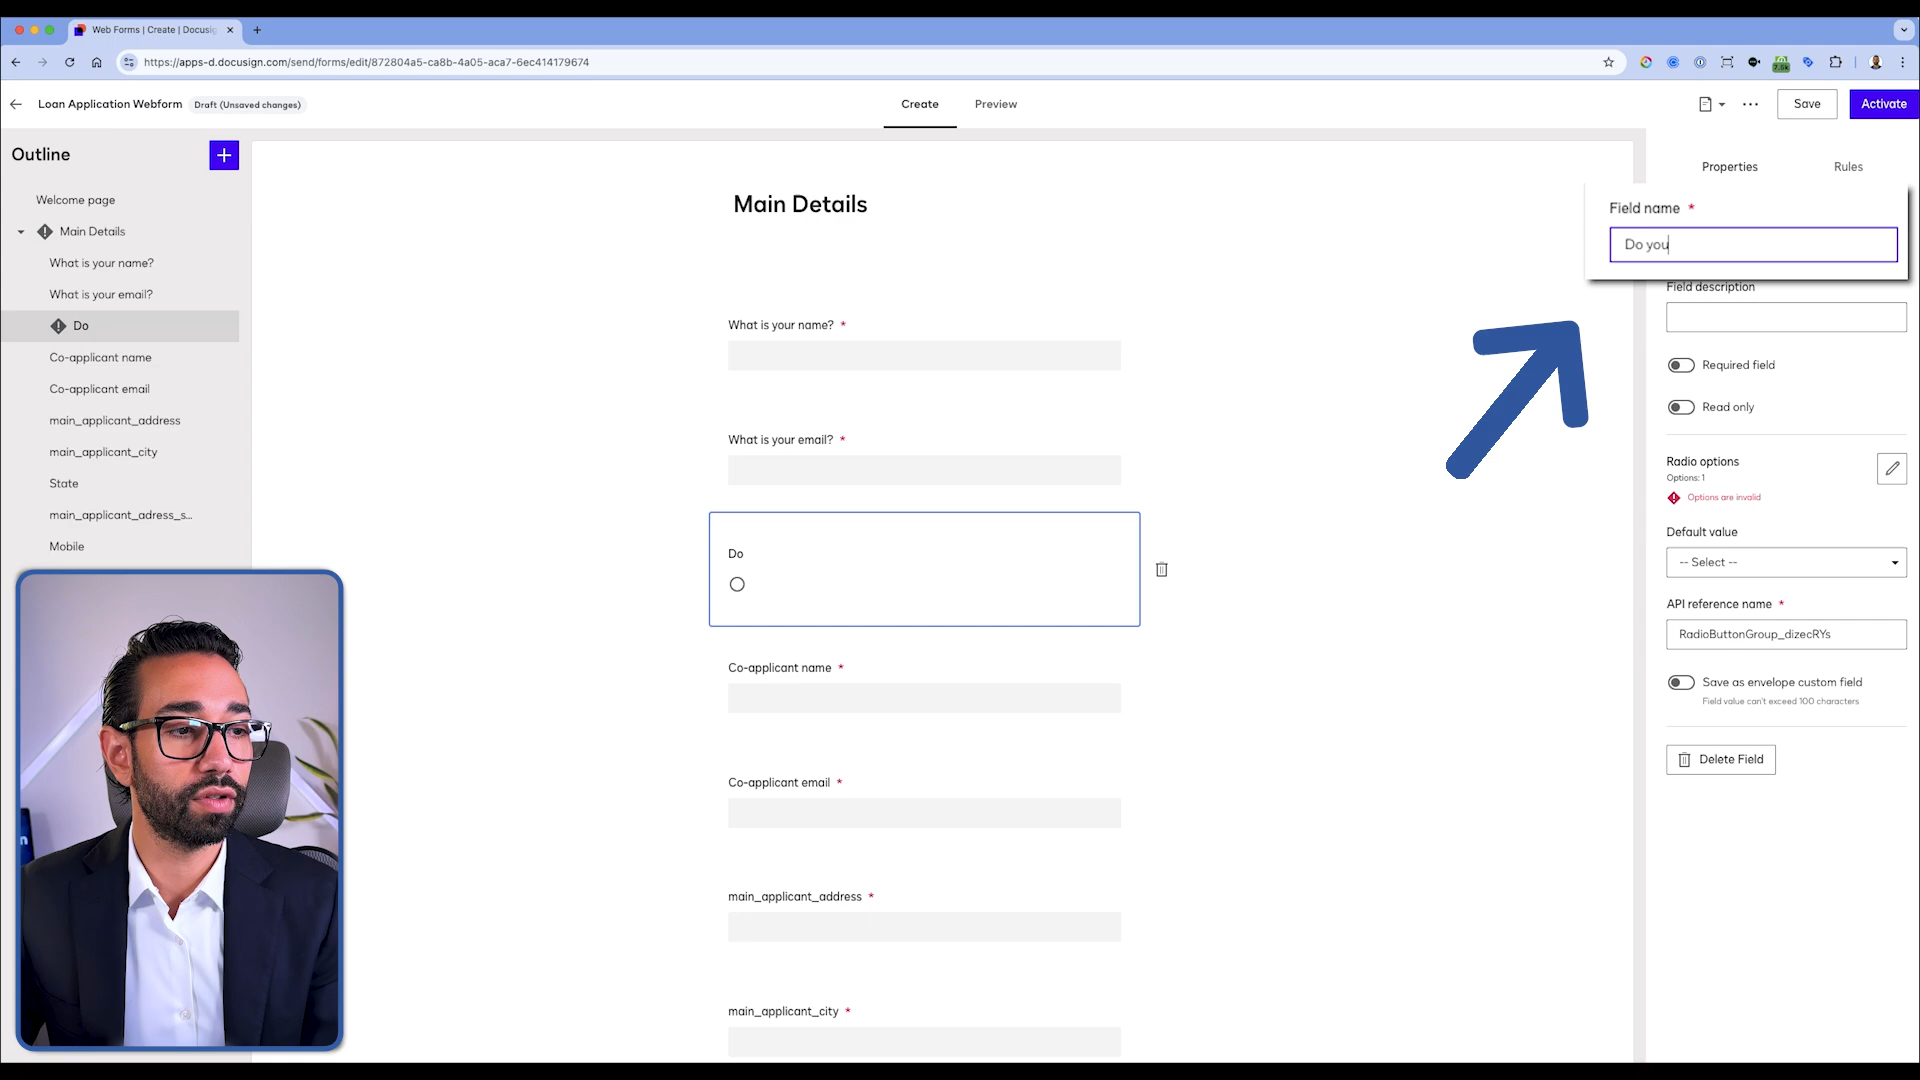 Web Forms | Create | Docusig
https://apps-d.docusign.com/send/forms/edit/872804a5-ca8b-4a05-aca7-6ec414179674
7.5k
Loan Application Webform
Draft (Unsaved changes)
Create
Preview
Save
Activate
Outline
Welcome page
Main Details
What is your name?
What is your email?
Do
Co-applicant name
Co-applicant email
main_applicant_address
main_applicant_city
State
main_applicant_adress_s...
Mobile
Main Details
What is your name? *
What is your email? *
Do
Co-applicant name *
Co-applicant email *
main_applicant_address *
main_applicant_city *
Properties
Rules
Field name *
Do you
Field description
Required field
Read only
Radio options
Options: 1
Options are invalid
Default value
-- Select --
API reference name *
RadioButtonGroup_dizecRYs
Save as envelope custom field
Field value can't exceed 100 characters
Delete Field